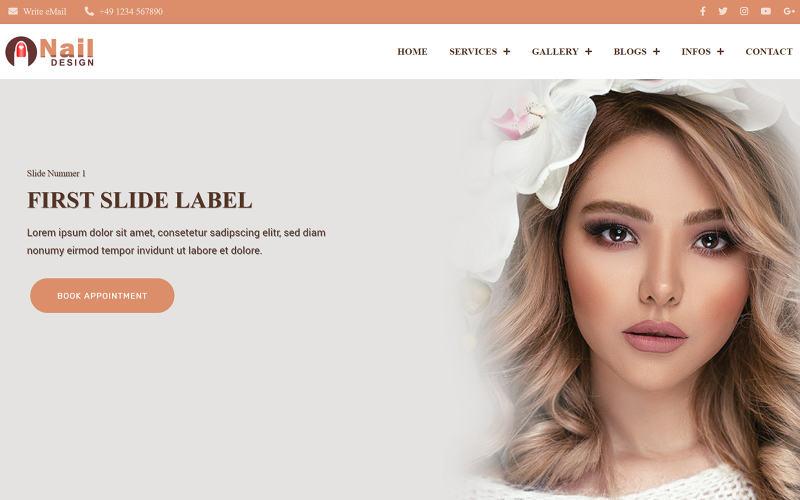 Write eMail
+49 1234 567890
Nail
DESIGN
HOME
SERVICES +
GALLERY +
BLOGS +
INFOS +
CONTACT
Slide Nummer 1
FIRST SLIDE LABEL
Lorem ipsum dolor sit amet, consetetur sadipscing elitr, sed diam
nonumy eirmod tempor invidunt ut labore et dolore.
BOOK APPOINTMENT